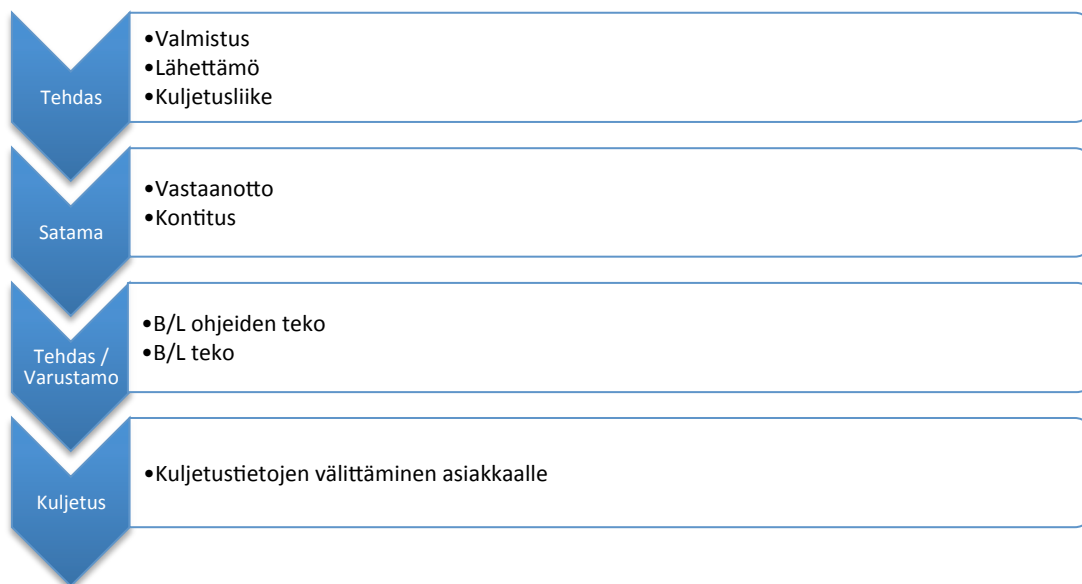 Tehdas
•Valmistus
•Lähettämö
•Kuljetusliike
Satama
•Vastaanotto
•Kontitus
Tehdas /
Varustamo
•B/L ohjeiden teko
•B/L teko
Kuljetus
•Kuljetustietojen välittäminen asiakkaalle